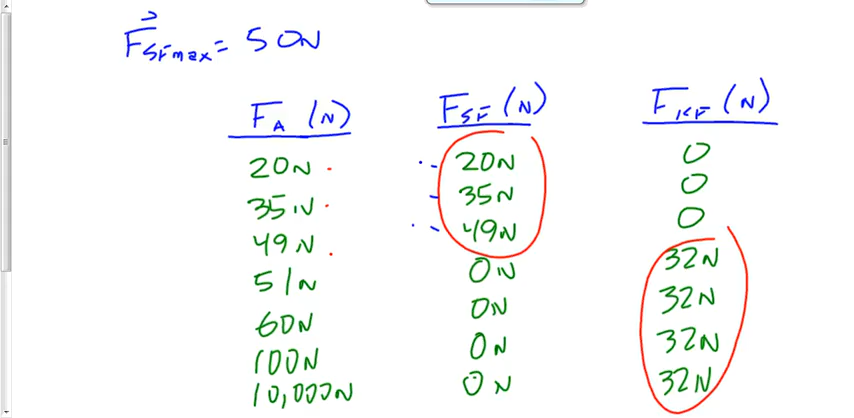 F⃗SFmax = 50N
FA (N) FSF (N) FKF (N)
20N 20N 0
35N 35N 0
49N 49N 0
51N 0N 32N
60N 0N 32N
100N 0N 32N
10,000N 0N 32N